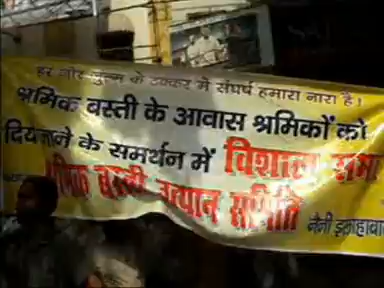 हर जोर जुल्म के टक्कर में संघर्ष हमारा नारा है।
श्रमिक बस्ती के आवास श्रमिकों को
दिये जाने के समर्थन में विशाल सभा
श्रमिक बस्ती उत्थान समिति नैनी इलाहाबाद